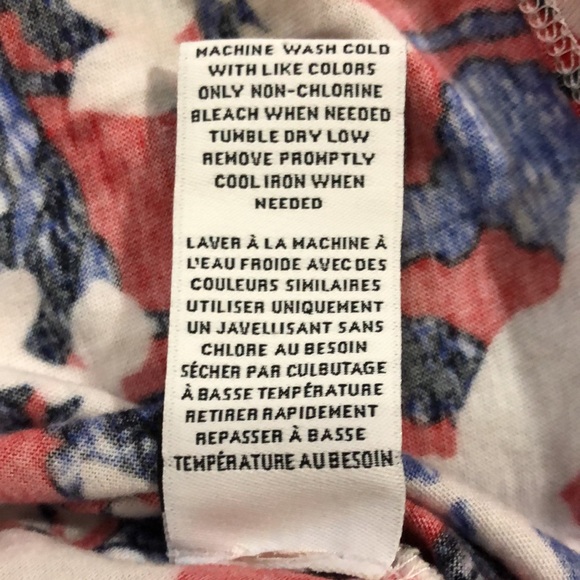 MACHINE WASH COLD
WITH LIKE COLORS
ONLY NON-CHLORINE
BLEACH WHEN NEEDED
TUMBLE DRY LOW
REMOVE PROMPTLY
COOL IRON WHEN
NEEDED
LAVER À LA MACHINE À
L'EAU FROIDE AVEC DES
COULEURS SIMILAIRES
UTILISER UNIQUEMENT
UN JAVELLISANT SANS
CHLORE AU BESOIN
SÉCHER PAR CULBUTAGE
À BASSE TEMPÉRATURE
RETIRER RAPIDEMENT
REPASSER À BASSE
TEMPÉRATURE AU BESOIN